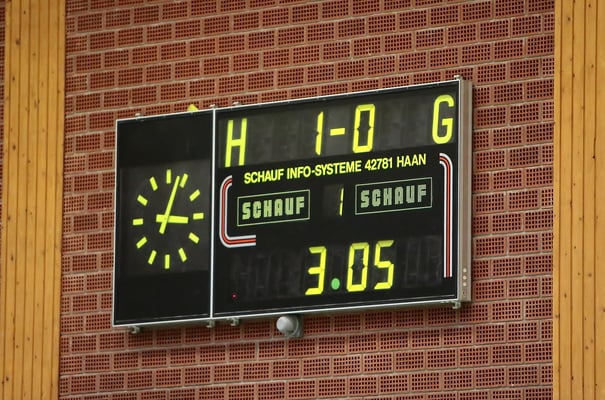 H 1-0 G
SCHAUF INFO-SYSTEME 42781 HAAN
SCHAUF 1 SCHAUF
3.05